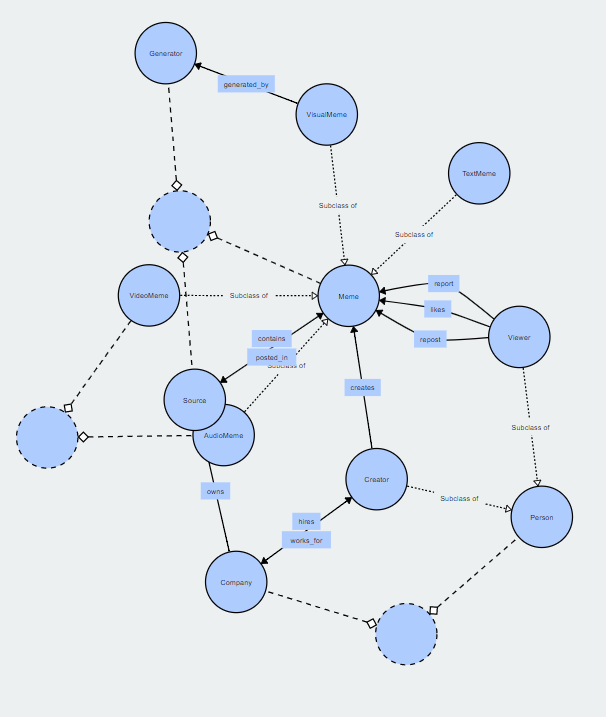 Generator
generated_by
VisualMeme
TextMeme
Subclass of
Subclass of
report
VideoMeme
Subclass of
Meme
likes
Viewer
contains
repost
posted_in
Subclass of
creates
Source
AudioMeme
Subclass of
Creator
owns
Subclass of
hires
Person
works_for
Company